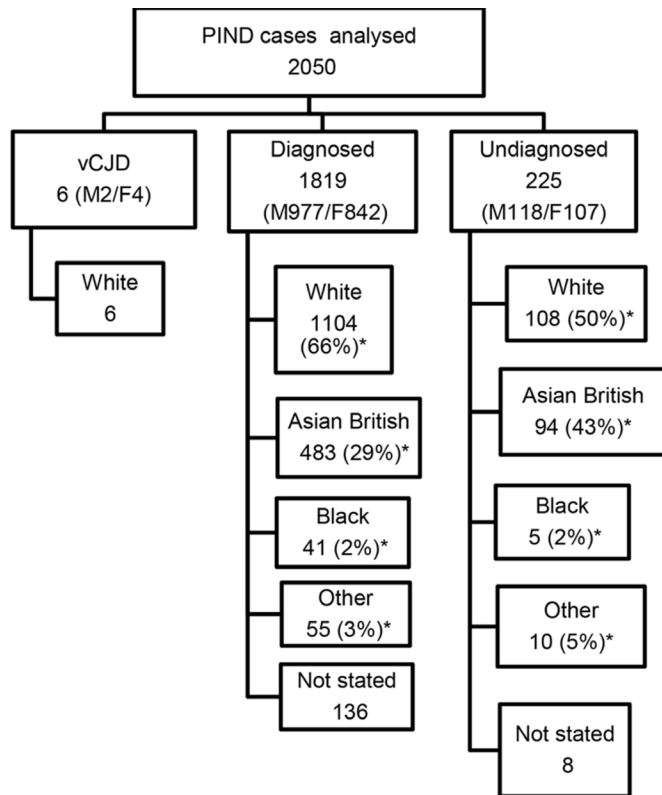 PIND cases analysed
2050
vCJD
6 (M2/F4)
White
6
Diagnosed
1819
(M977/F842)
White
1104
(66%)*
Asian British
483 (29%)*
Black
41 (2%)*
Other
55 (3%)*
Not stated
136
Undiagnosed
225
(M118/F107)
White
108 (50%)*
Asian British
94 (43%)*
Black
5 (2%)*
Other
10 (5%)*
Not stated
8